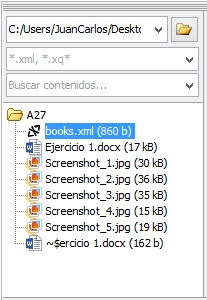 C:/Users/JuanCarlos/Deskto
*.xml, *.xq*
Buscar contenidos...
A27
books.xml (860 b)
Ejercicio 1.docx (17 kB)
Screenshot_1.jpg (30 kB)
Screenshot_2.jpg (36 kB)
Screenshot_3.jpg (35 kB)
Screenshot_4.jpg (15 kB)
Screenshot_5.jpg (19 kB)
~$ercicio 1.docx (162 b)